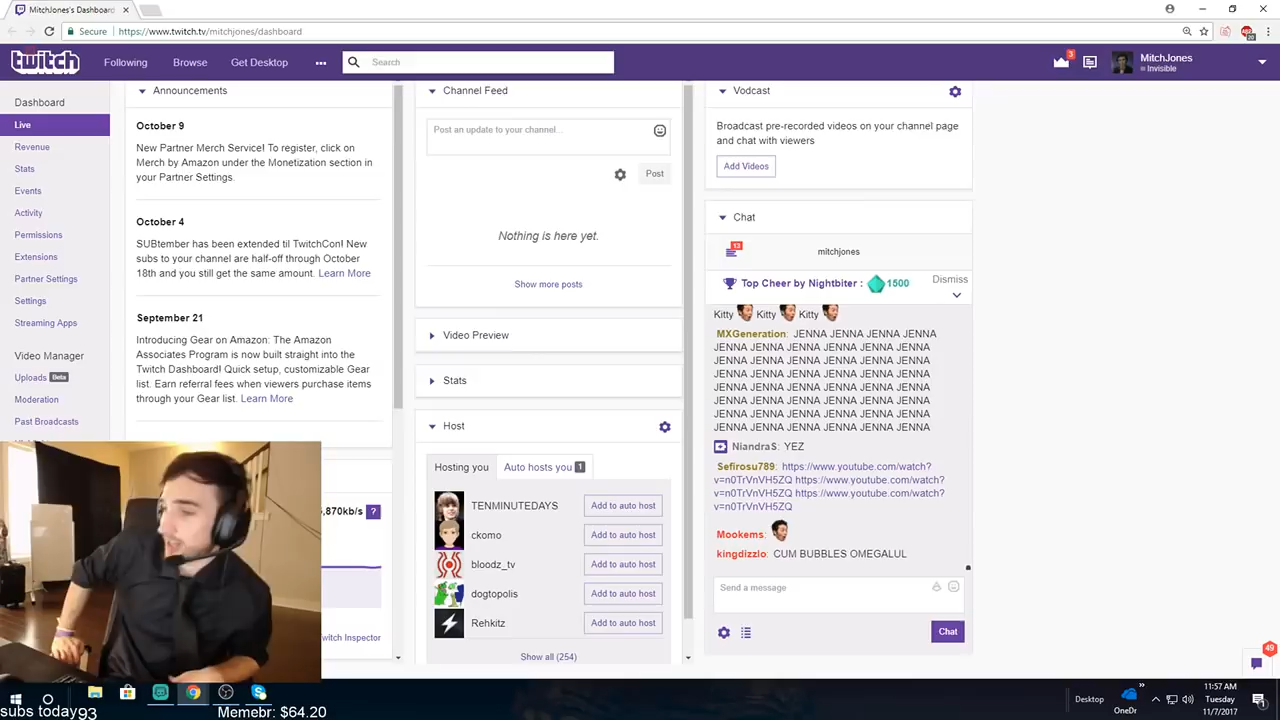 MitchJones's Dashboard
Secure
https://www.twitch.tv/mitchjones/dashboard
twitch
Following
Browse
Get Desktop
Search
3
MitchJones
Invisible
Dashboard
Live
Revenue
Stats
Events
Activity
Permissions
Extensions
Partner Settings
Settings
Streaming Apps
Video Manager
Uploads Beta
Moderation
Past Broadcasts
Announcements
October 9
New Partner Merch Service! To register, click on
Merch by Amazon under the Monetization section in
your Partner Settings.
October 4
SUBtember has been extended til TwitchCon! New
subs to your channel are half-off through October
18th and you still get the same amount. Learn More
September 21
Introducing Gear on Amazon: The Amazon
Associates Program is now built straight into the
Twitch Dashboard! Quick setup, customizable Gear
list. Earn referral fees when viewers purchase items
through your Gear list. Learn More
,870kb/s ?
witch Inspector
Channel Feed
Post an update to your channel...
Post
Nothing is here yet.
Show more posts
Video Preview
Stats
Host
Hosting you
Auto hosts you 1
TENMINUTEDAYS Add to auto host
ckomo Add to auto host
bloodz_tv Add to auto host
dogtopolis Add to auto host
Rehkitz Add to auto host
Show all (254)
Vodcast
Broadcast pre-recorded videos on your channel page
and chat with viewers
Add Videos
Chat
mitchjones
Top Cheer by Nightbiter : 1500
Dismiss
Kitty Kitty Kitty
MXGeneration: JENNA JENNA JENNA JENNA
JENNA JENNA JENNA JENNA JENNA JENNA
JENNA JENNA JENNA JENNA JENNA JENNA
JENNA JENNA JENNA JENNA JENNA JENNA
JENNA JENNA JENNA JENNA JENNA JENNA
JENNA JENNA JENNA JENNA JENNA JENNA
JENNA JENNA JENNA JENNA JENNA JENNA
JENNA JENNA JENNA JENNA JENNA JENNA
NiandraS: YEZ
Sefirosu789: https://www.youtube.com/watch?
v=n0TrVnVH5ZQ https://www.youtube.com/watch?
v=n0TrVnVH5ZQ https://www.youtube.com/watch?
v=n0TrVnVH5ZQ
Mookems:
kingdizzlo: CUM BUBBLES OMEGALUL
Send a message
Chat
49
subs today93
Memebr: $64.20
Desktop
OneDr
11:57 AM
Tuesday
11/7/2017